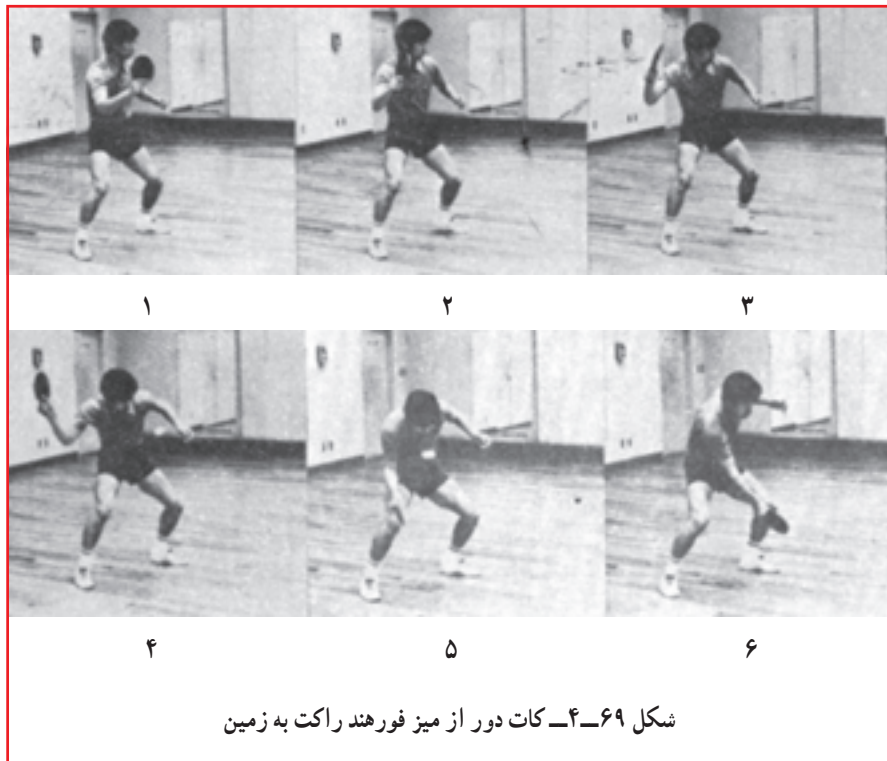 ۱ ۲ ۳
۴ ۵ ۶
شکل ۶۹ــ۴ــ کات دور از میز فورهند راکت به زمین